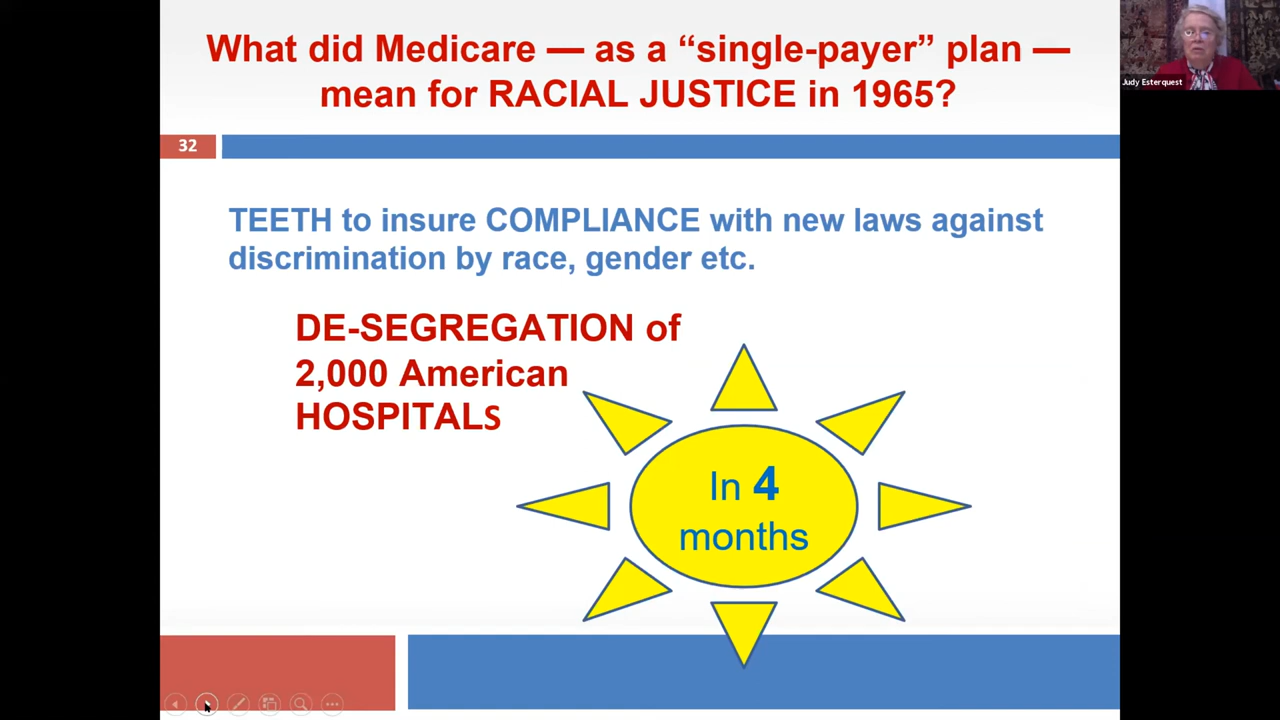 What did Medicare — as a “single-payer” plan —
mean for RACIAL JUSTICE in 1965?
Judy Esterquest
32
TEETH to insure COMPLIANCE with new laws against
discrimination by race, gender etc.
DE-SEGREGATION of
2,000 American
HOSPITALS
In 4
months